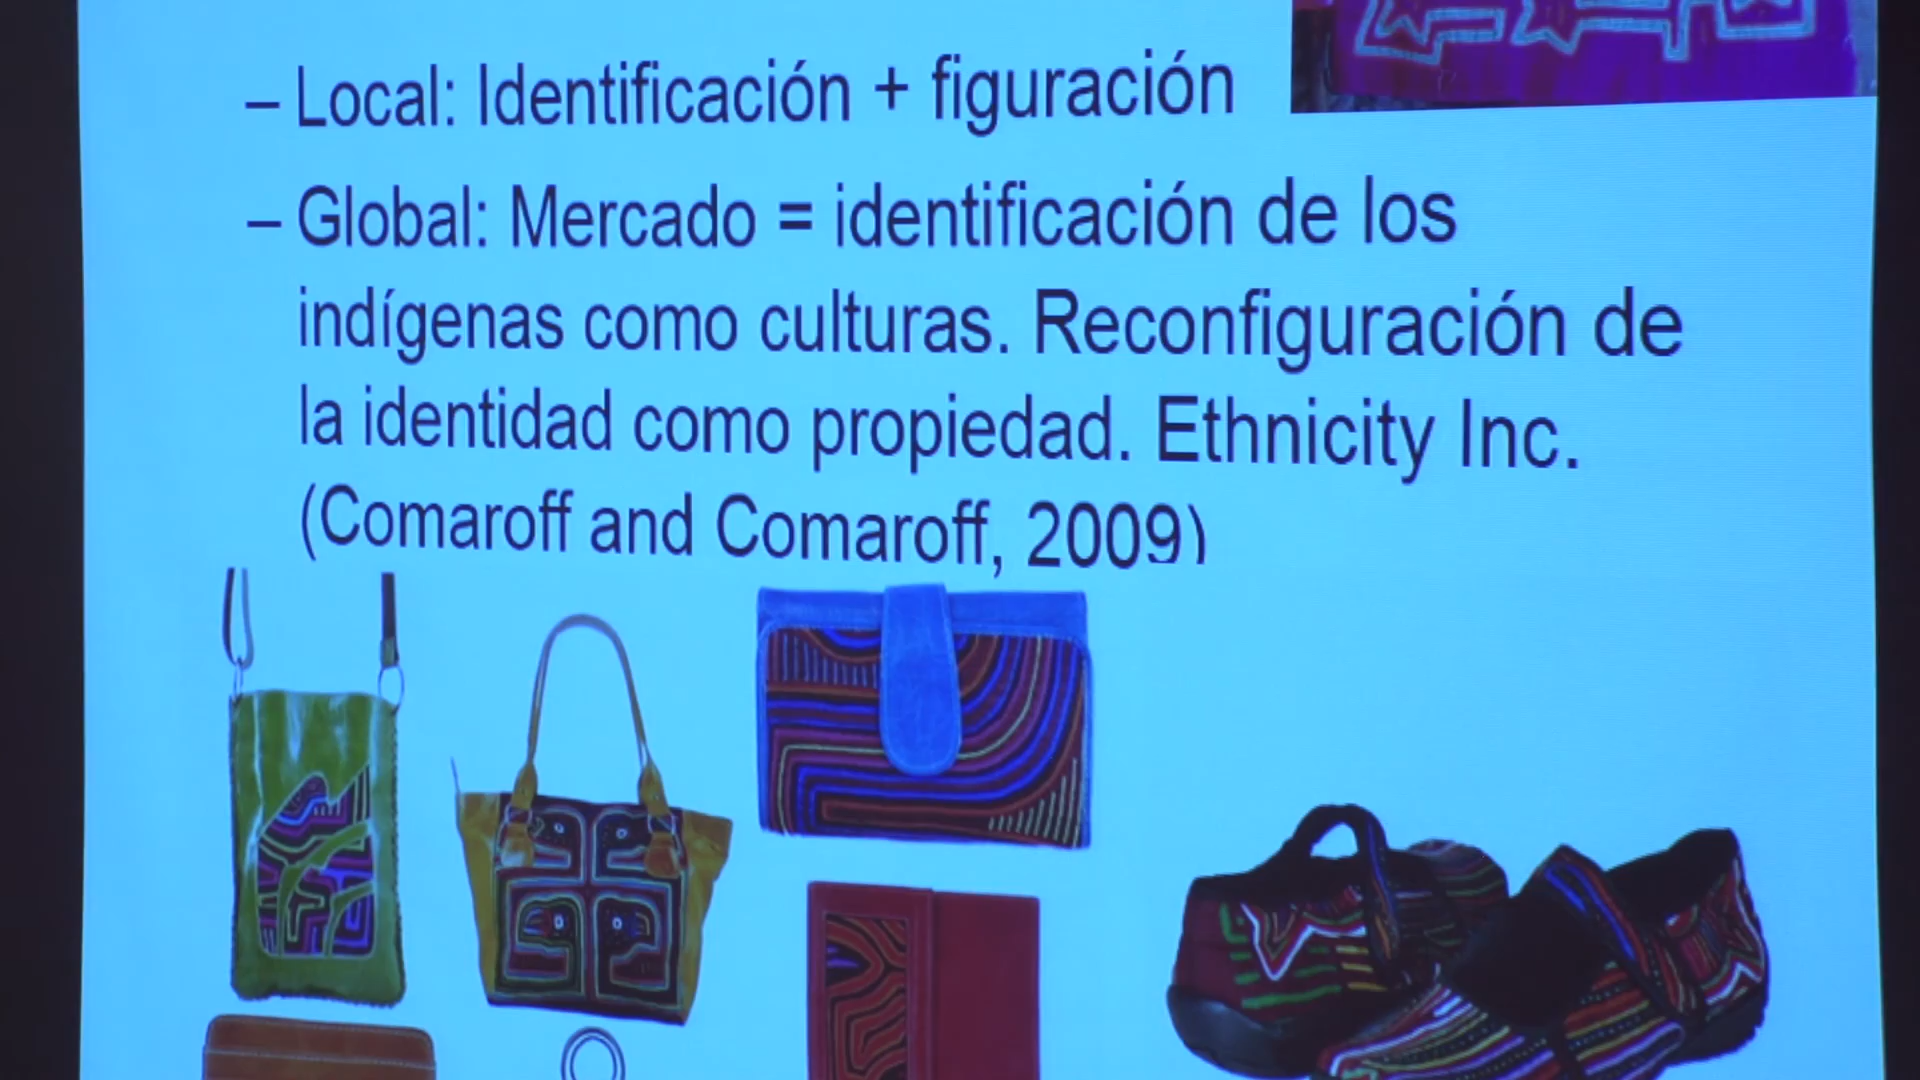 – Local: Identificación + figuración
– Global: Mercado = identificación de los
indígenas como culturas. Reconfiguración de
la identidad como propiedad. Ethnicity Inc.
(Comaroff and Comaroff, 2009)